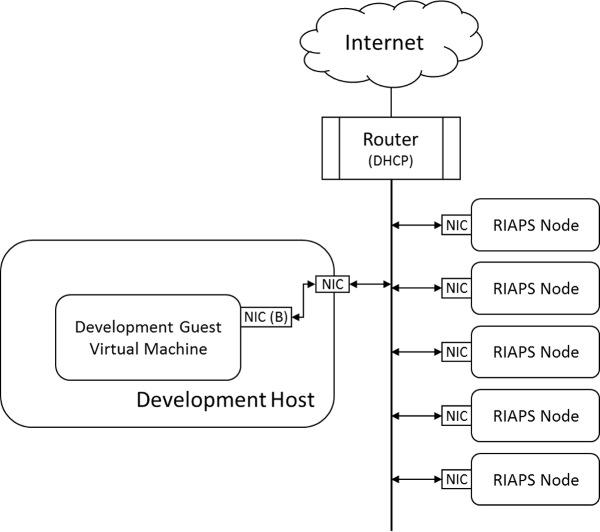 Internet
Router
(DHCP)
NIC
RIAPS Node
NIC
RIAPS Node
NIC
NIC (B)
Development Guest
Virtual Machine
Development Host
NIC
RIAPS Node
NIC
RIAPS Node
NIC
RIAPS Node